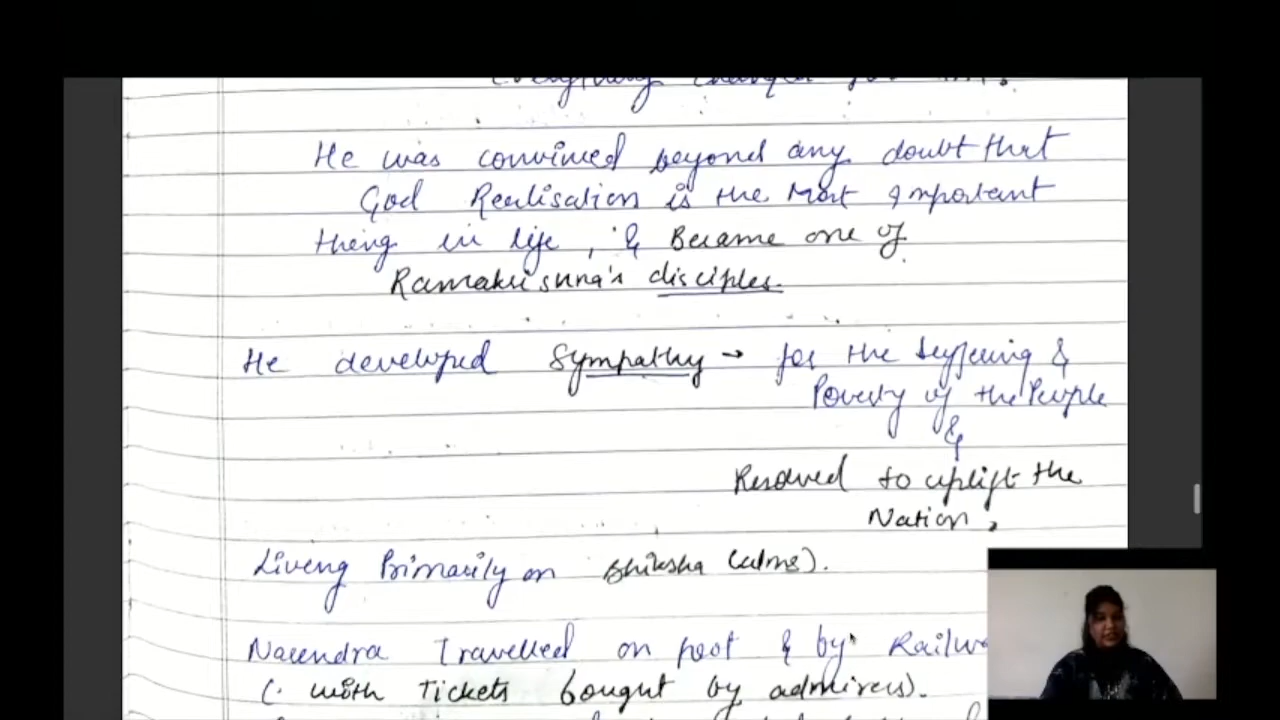 He was convinced beyond any doubt that
God Realisation is the Most Important
thing in life, & Became one of
Ramakrisnna's disciples.
He developed Sympathy → for the suffering &
Poverty of the People
&
Resolved to uplift the
Nation,
Living Primarily on Bhiksha (alms).
Narendra Travelled on foot & by Railw
(with Tickets bought by admirers).